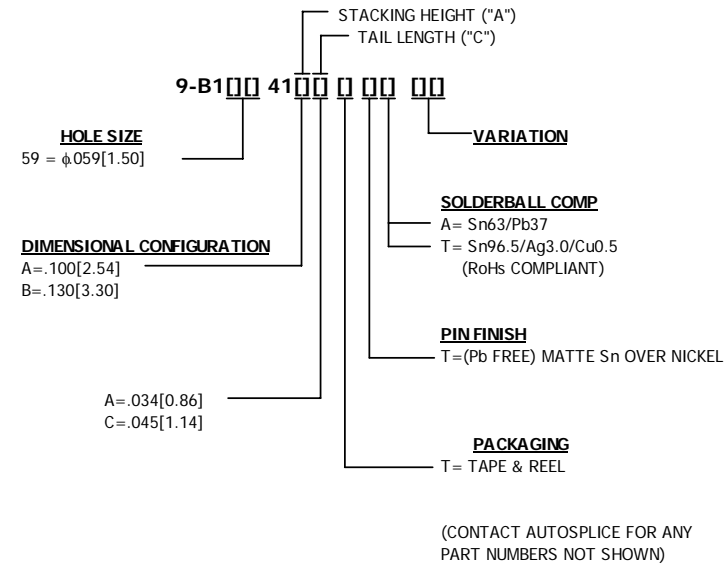 STACKING HEIGHT ("A")
TAIL LENGTH ("C")
9-B1[][] 41[][] [] [][] [][]
HOLE SIZE
59 = ϕ.059[1.50]
VARIATION
SOLDERBALL COMP
A= Sn63/Pb37
T= Sn96.5/Ag3.0/Cu0.5
(RoHs COMPLIANT)
DIMENSIONAL CONFIGURATION
A=.100[2.54]
B=.130[3.30]
PIN FINISH
T=(Pb FREE) MATTE Sn OVER NICKEL
A=.034[0.86]
C=.045[1.14]
PACKAGING
T= TAPE & REEL
(CONTACT AUTOSPLICE FOR ANY
PART NUMBERS NOT SHOWN)